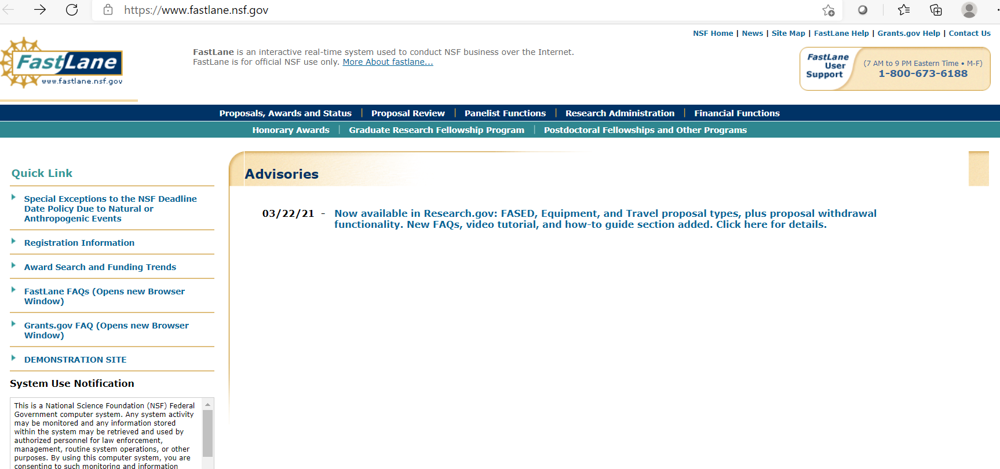 https://www.fastlane.nsf.gov
NSF Home | News | Site Map | FastLane Help | Grants.gov Help | Contact Us
FastLane
www.fastlane.nsf.gov
FastLane is an interactive real-time system used to conduct NSF business over the Internet.
FastLane is for official NSF use only. More About fastlane...
FastLane
User
Support
(7 AM to 9 PM Eastern Time • M-F)
1-800-673-6188
Proposals, Awards and Status | Proposal Review | Panelist Functions | Research Administration | Financial Functions
Honorary Awards | Graduate Research Fellowship Program | Postdoctoral Fellowships and Other Programs
Quick Link
Special Exceptions to the NSF Deadline
Date Policy Due to Natural or
Anthropogenic Events
Registration Information
Award Search and Funding Trends
FastLane FAQs (Opens new Browser
Window)
Grants.gov FAQ (Opens new Browser
Window)
DEMONSTRATION SITE
System Use Notification
This is a National Science Foundation (NSF) Federal
Government computer system. Any system activity
may be monitored and any information stored
within the system may be retrieved and used by
authorized personnel for law enforcement,
management, routine system operations, or other
purposes. By using this computer system, you are
consenting to such monitoring and information
Advisories
03/22/21 - Now available in Research.gov: FASED, Equipment, and Travel proposal types, plus proposal withdrawal
functionality. New FAQs, video tutorial, and how-to guide section added. Click here for details.